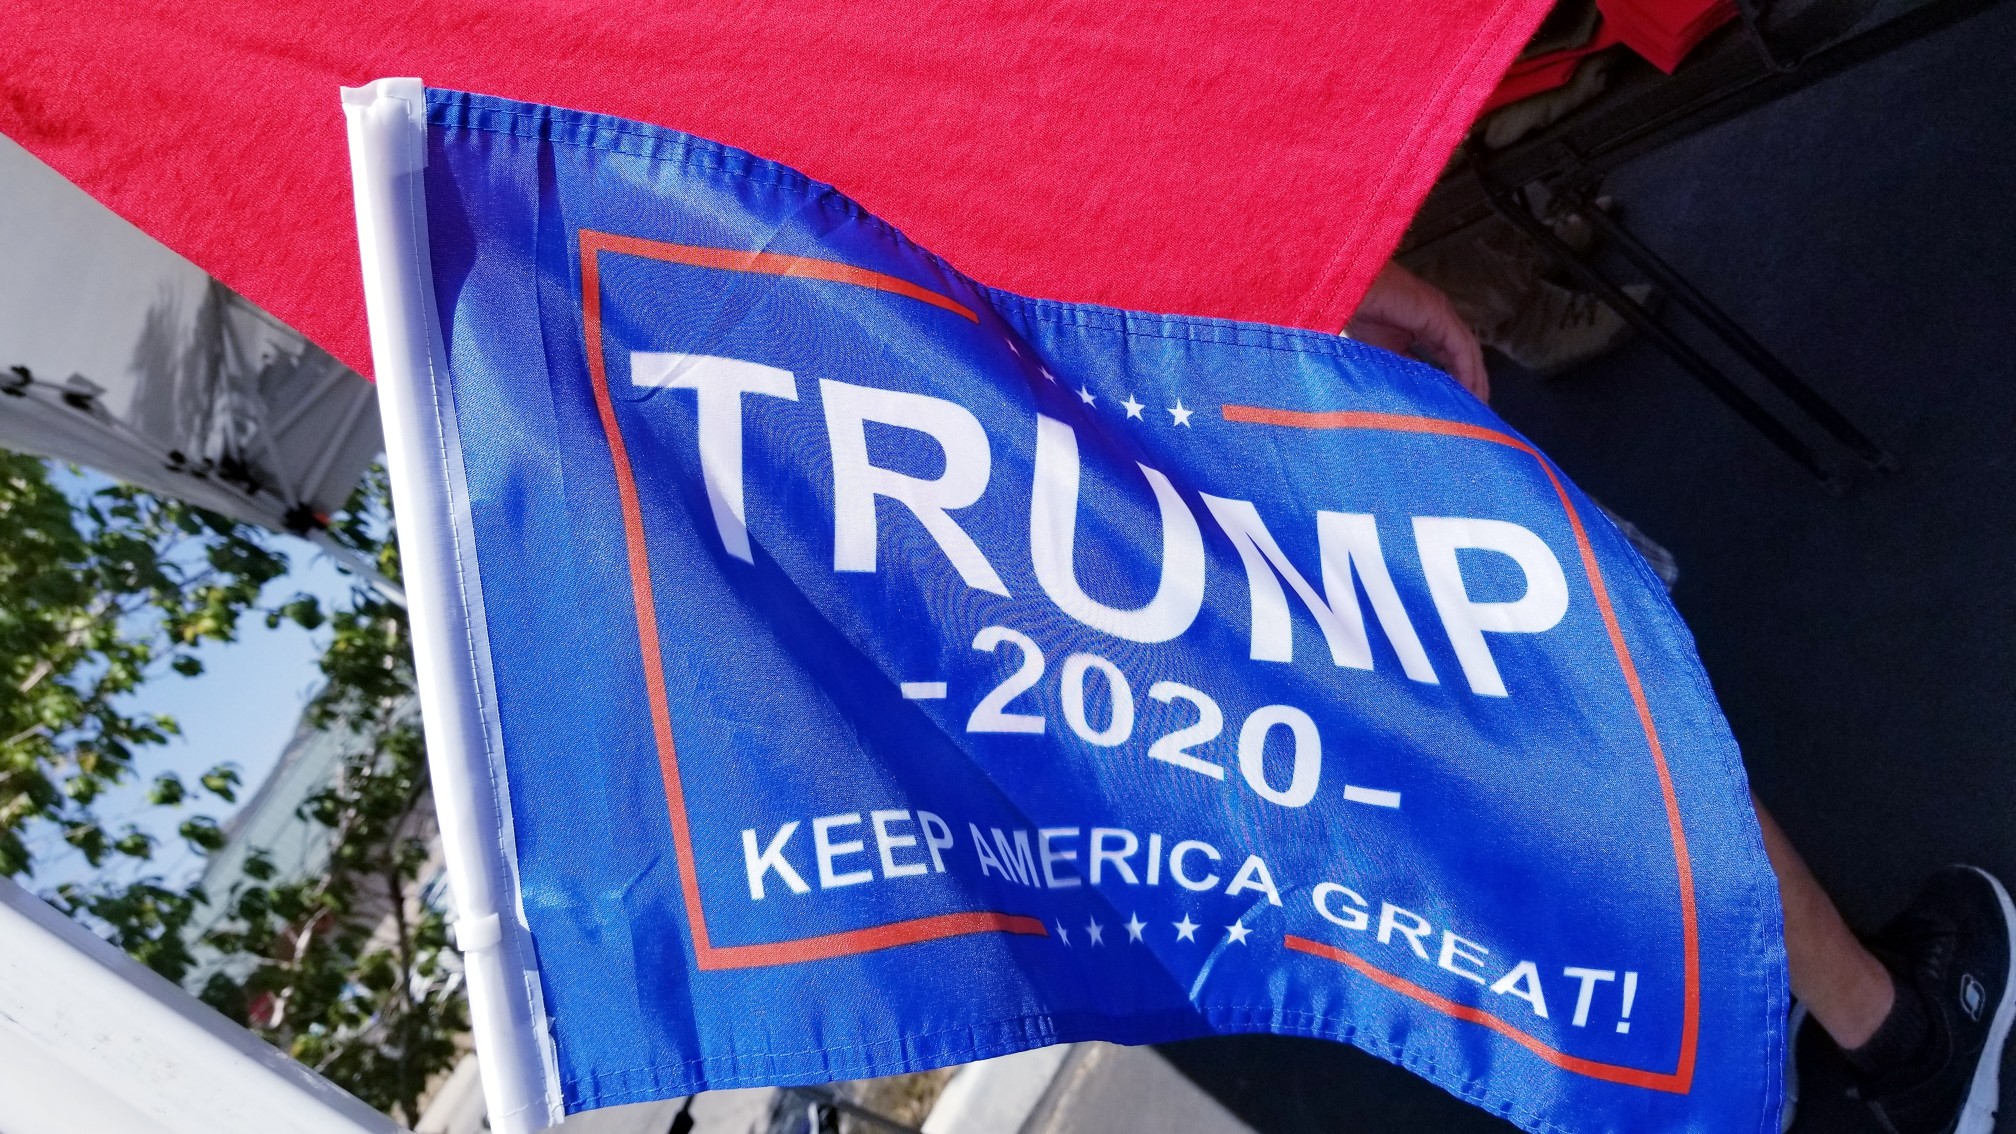 TRUMP
-2020-
KEEP AMERICA GREAT!